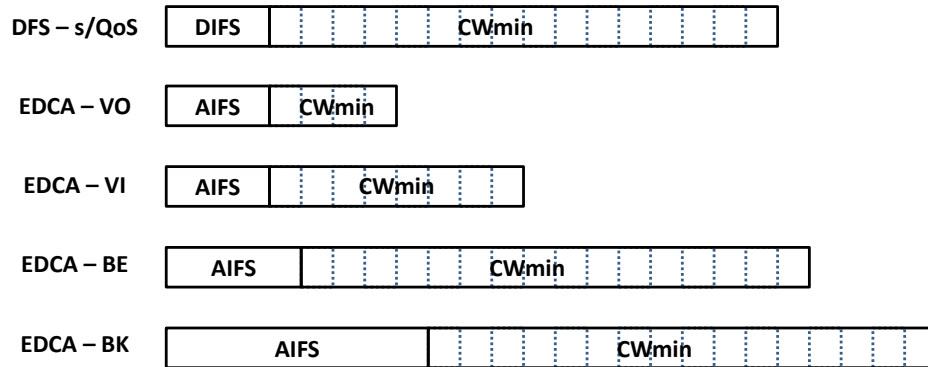 DFS – s/QoS DIFS CWmin
EDCA – VO AIFS CWmin
EDCA – VI AIFS CWmin
EDCA – BE AIFS CWmin
EDCA – BK AIFS CWmin